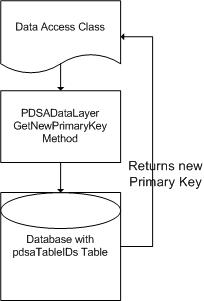 Data Access Class
PDSADataLayer
GetNewPrimaryKey
Method
Returns new
Primary Key
Database with
pdsaTableIDs Table